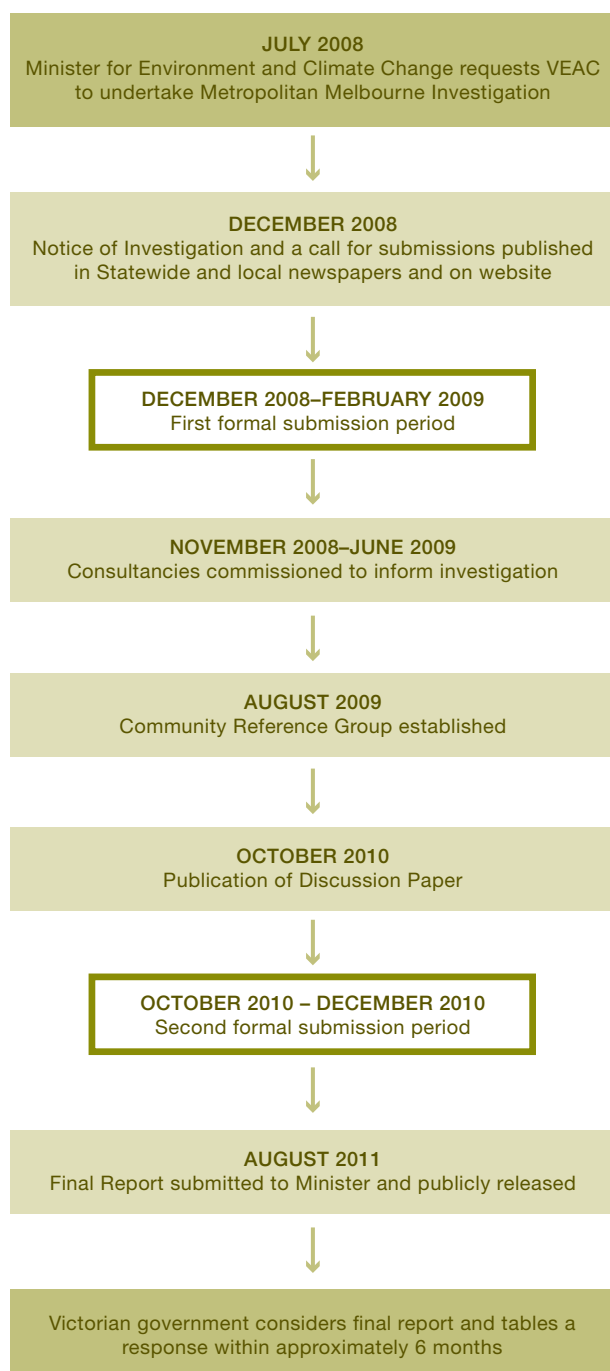 JULY 2008
Minister for Environment and Climate Change requests VEAC
to undertake Metropolitan Melbourne Investigation
DECEMBER 2008
Notice of Investigation and a call for submissions published
in Statewide and local newspapers and on website
DECEMBER 2008–FEBRUARY 2009
First formal submission period
NOVEMBER 2008–JUNE 2009
Consultancies commissioned to inform investigation
AUGUST 2009
Community Reference Group established
OCTOBER 2010
Publication of Discussion Paper
OCTOBER 2010 – DECEMBER 2010
Second formal submission period
AUGUST 2011
Final Report submitted to Minister and publicly released
Victorian government considers final report and tables a
response within approximately 6 months